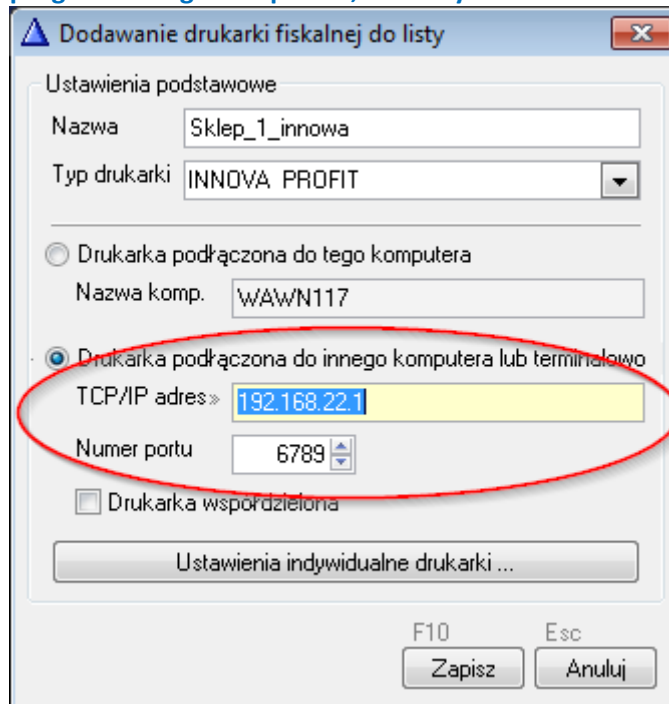 Dodawanie drukarki fiskalnej do listy
Ustawienia podstawowe
Nazwa Sklep_1_innowa
Typ drukarki INNOVA PROFIT
Drukarka podłączona do tego komputera
Nazwa komp. WAWN117
Drukarka podłączona do innego komputera lub terminalowo
TCP/IP adres» 192.168.22.1
Numer portu 6789
Drukarka współdzielona
Ustawienia indywidualne drukarki ...
F10 Esc
Zapisz Anuluj